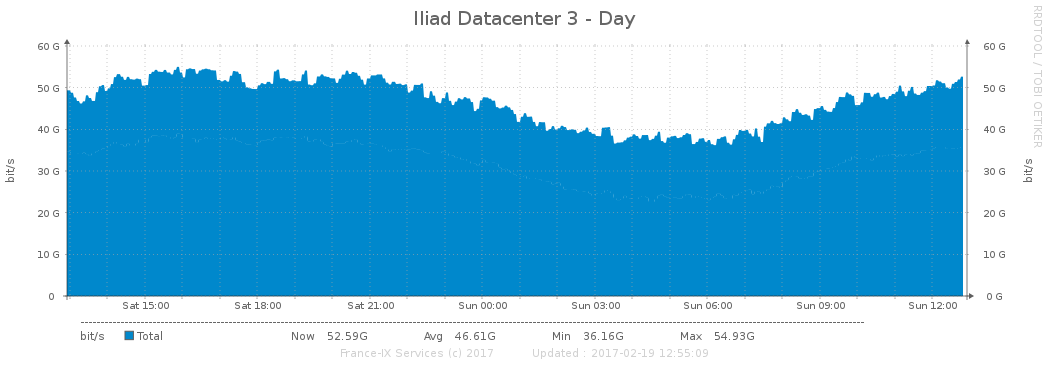 Iliad Datacenter 3 - Day
RRDTOOL / TOBI OETIKER
60 G 60 G
50 G 50 G
40 G 40 G
30 G 30 G
20 G 20 G
10 G 10 G
0 0 G
bit/s bit/s
Sat 15:00 Sat 18:00 Sat 21:00 Sun 00:00 Sun 03:00 Sun 06:00 Sun 09:00 Sun 12:00
bit/s Total Now 52.59G Avg 46.61G Min 36.16G Max 54.93G
France-IX Services (c) 2017 Updated : 2017-02-19 12:55:09